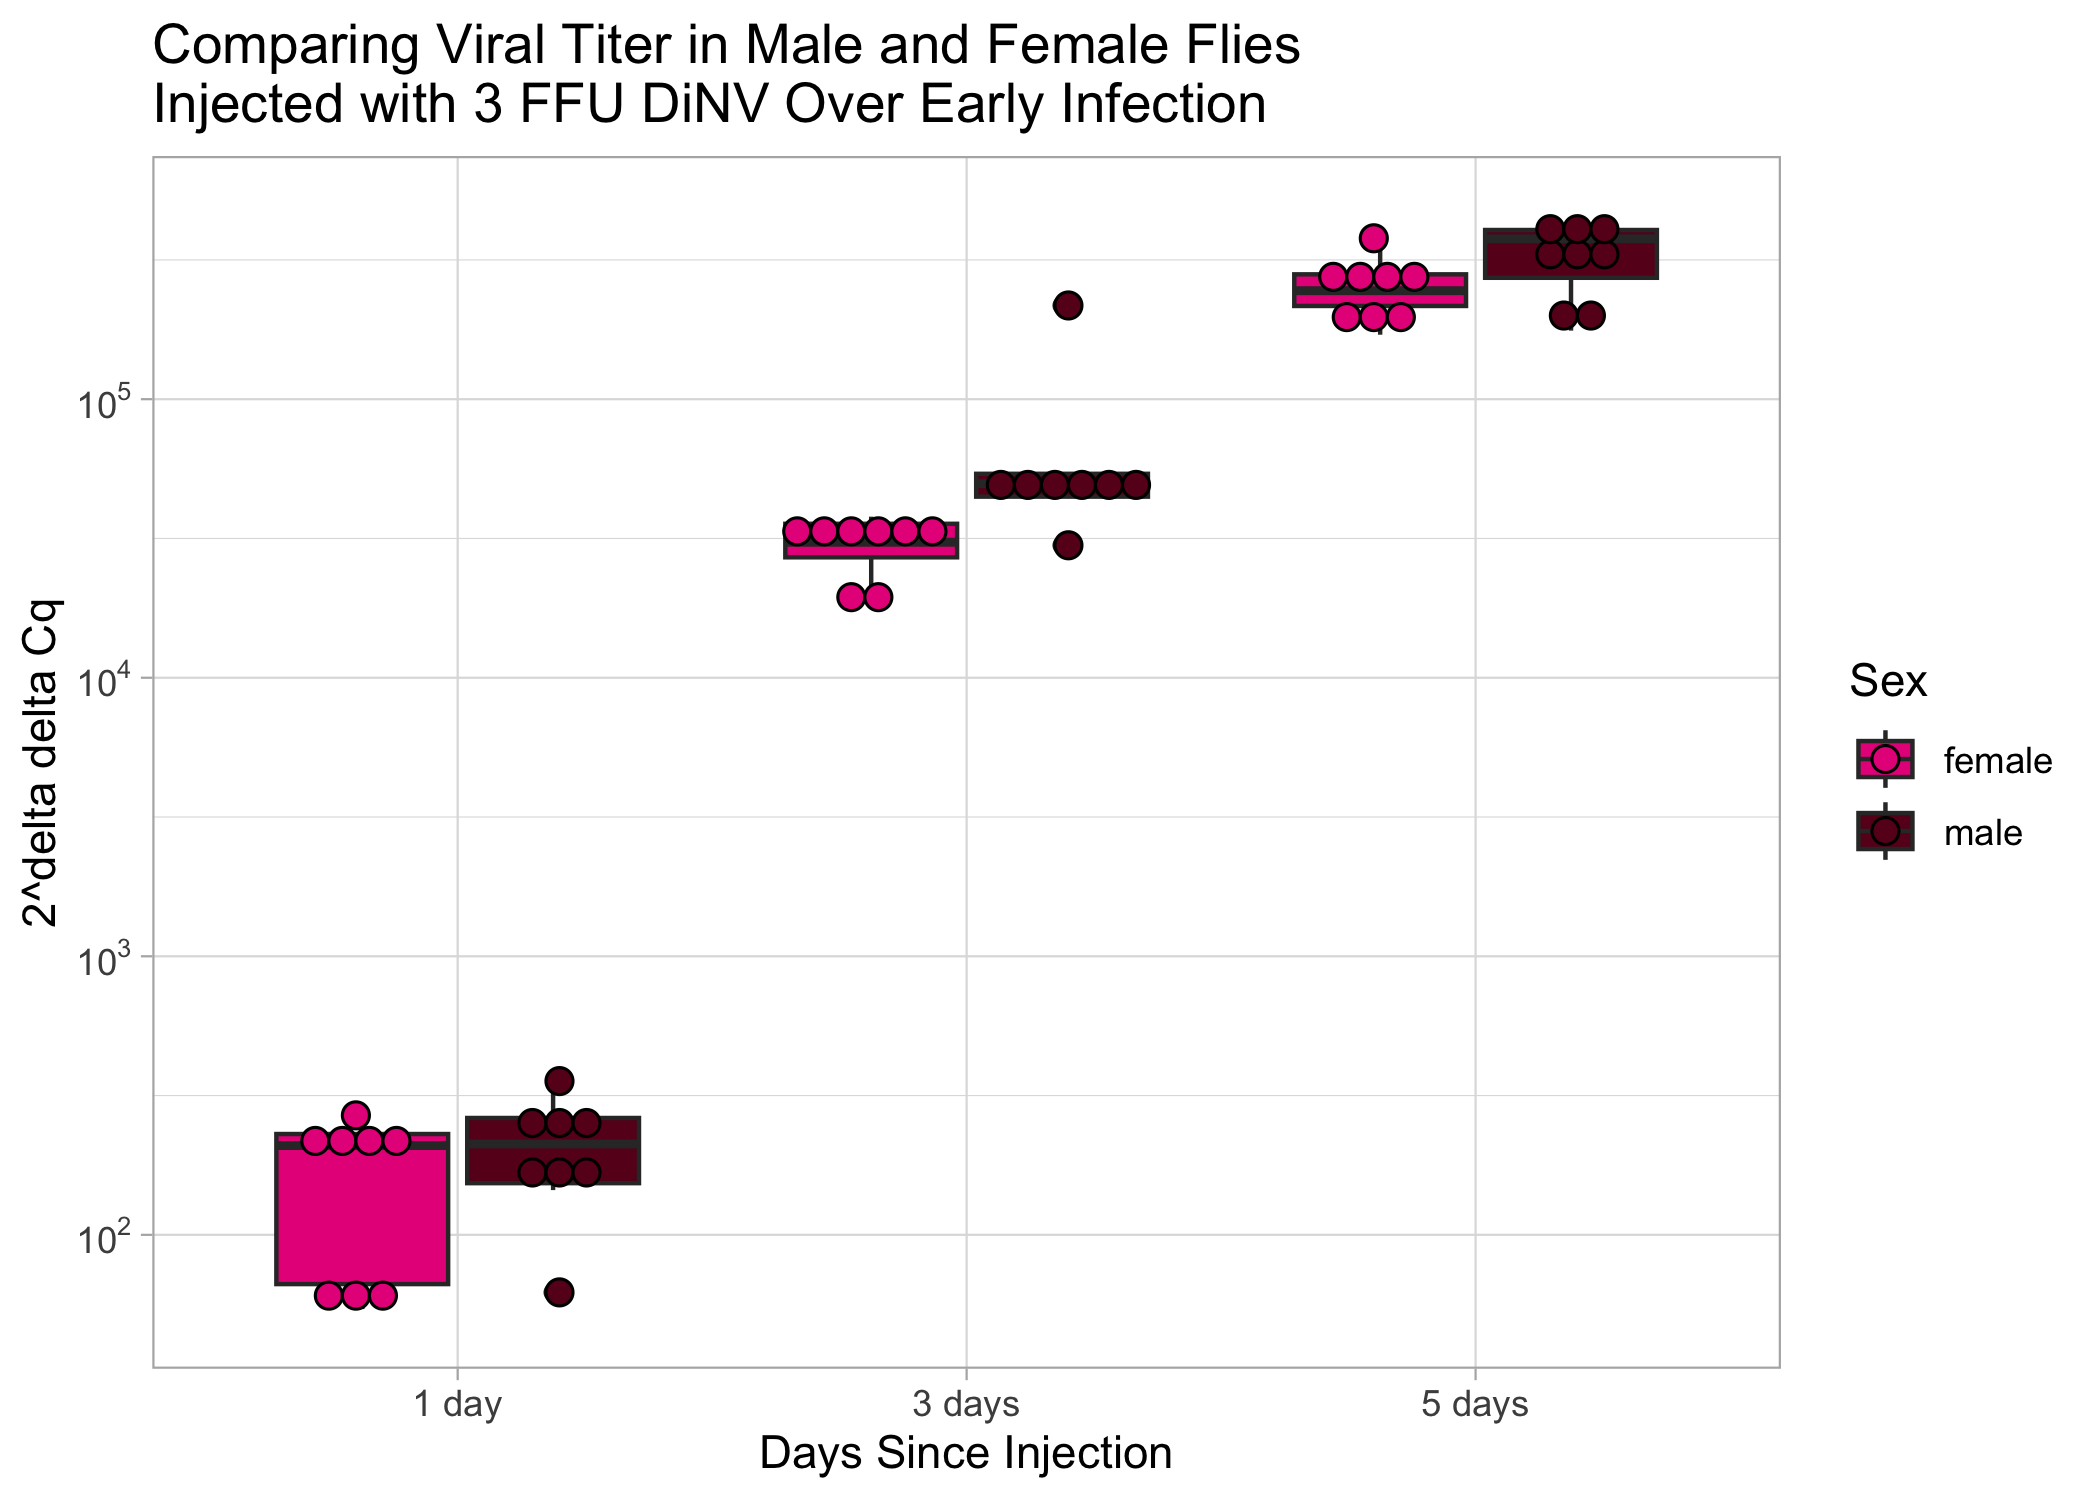 Comparing Viral Titer in Male and Female Flies
Injected with 3 FFU DiNV Over Early Infection
2^delta delta Cq
10^5
10^4
10^3
10^2
1 day
3 days
5 days
Days Since Injection
Sex
female
male